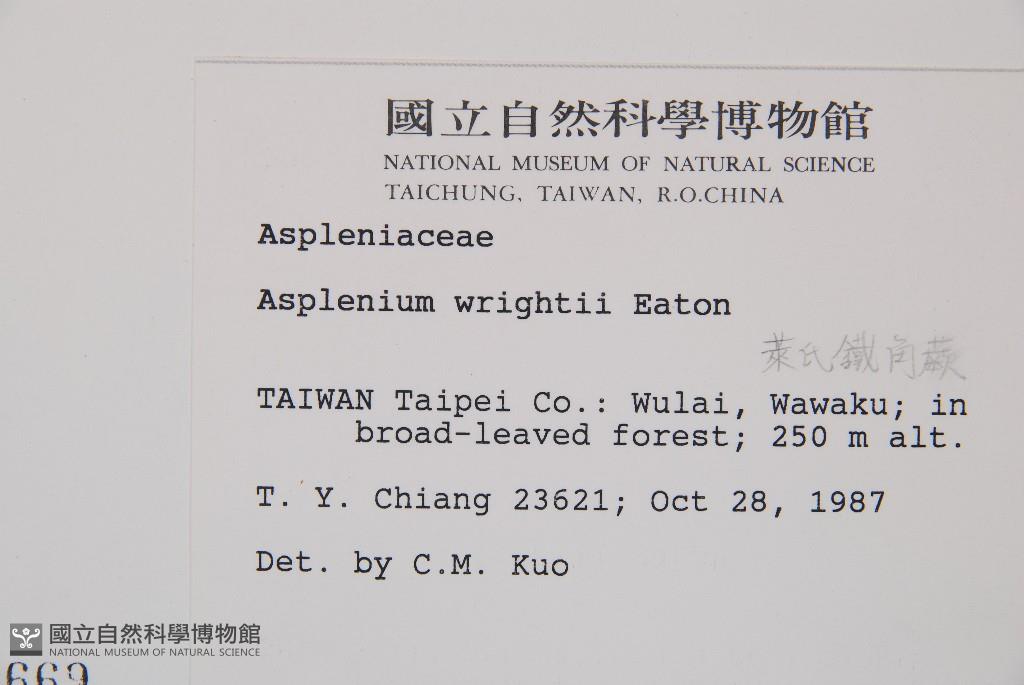 國立自然科學博物館
NATIONAL MUSEUM OF NATURAL SCIENCE
TAICHUNG, TAIWAN, R.O.CHINA
Aspleniaceae
Asplenium wrightii Eaton
萊氏鐵角蕨
TAIWAN Taipei Co.: Wulai, Wawaku; in
broad-leaved forest; 250 m alt.
T. Y. Chiang 23621; Oct 28, 1987
Det. by C.M. Kuo
國立自然科學博物館
NATIONAL MUSEUM OF NATURAL SCIENCE
669